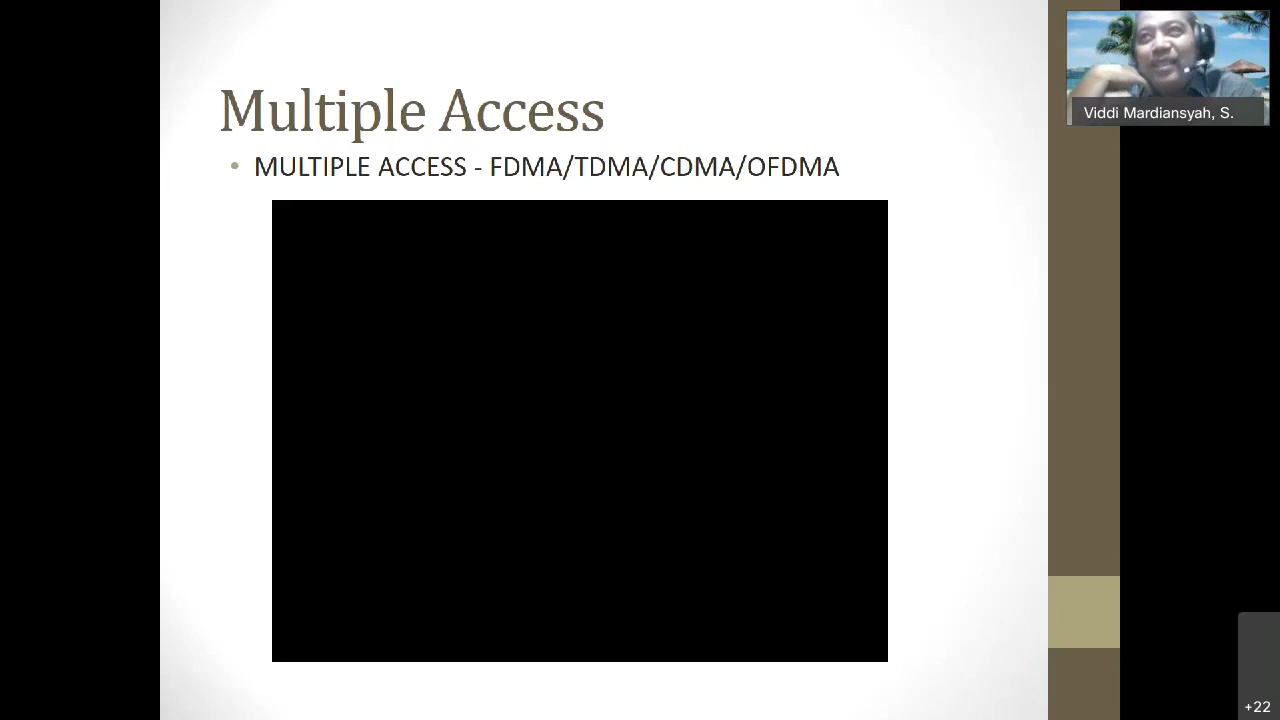 Multiple Access
• MULTIPLE ACCESS - FDMA/TDMA/CDMA/OFDMA
Viddi Mardiansyah, S.
+22